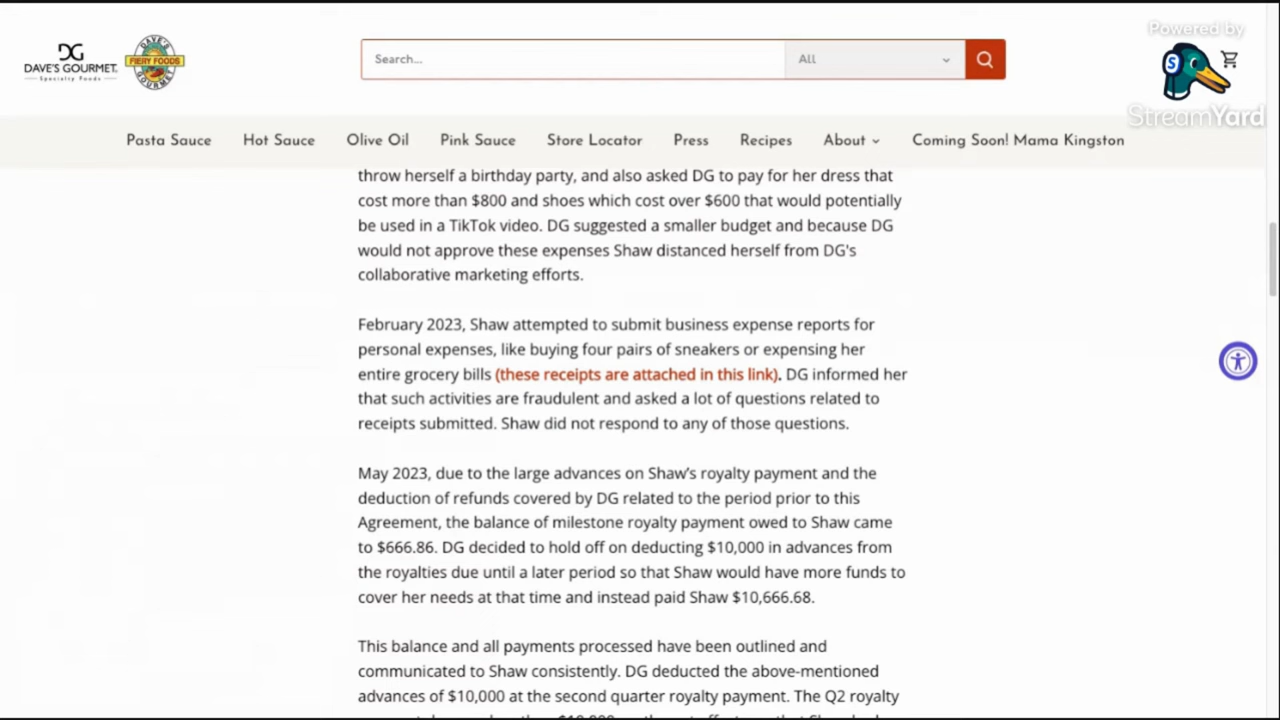 Powered by
StreamYard
S
DG
DAVE'S GOURMET
Specialty Foods
DAVE'S
FIERY FOODS
GOURMET
Search...
All
Pasta Sauce
Hot Sauce
Olive Oil
Pink Sauce
Store Locator
Press
Recipes
About
Coming Soon! Mama Kingston
throw herself a birthday party, and also asked DG to pay for her dress that
cost more than $800 and shoes which cost over $600 that would potentially
be used in a TikTok video. DG suggested a smaller budget and because DG
would not approve these expenses Shaw distanced herself from DG's
collaborative marketing efforts.
February 2023, Shaw attempted to submit business expense reports for
personal expenses, like buying four pairs of sneakers or expensing her
entire grocery bills (these receipts are attached in this link). DG informed her
that such activities are fraudulent and asked a lot of questions related to
receipts submitted. Shaw did not respond to any of those questions.
May 2023, due to the large advances on Shaw's royalty payment and the
deduction of refunds covered by DG related to the period prior to this
Agreement, the balance of milestone royalty payment owed to Shaw came
to $666.86. DG decided to hold off on deducting $10,000 in advances from
the royalties due until a later period so that Shaw would have more funds to
cover her needs at that time and instead paid Shaw $10,666.68.
This balance and all payments processed have been outlined and
communicated to Shaw consistently. DG deducted the above-mentioned
advances of $10,000 at the second quarter royalty payment. The Q2 royalty